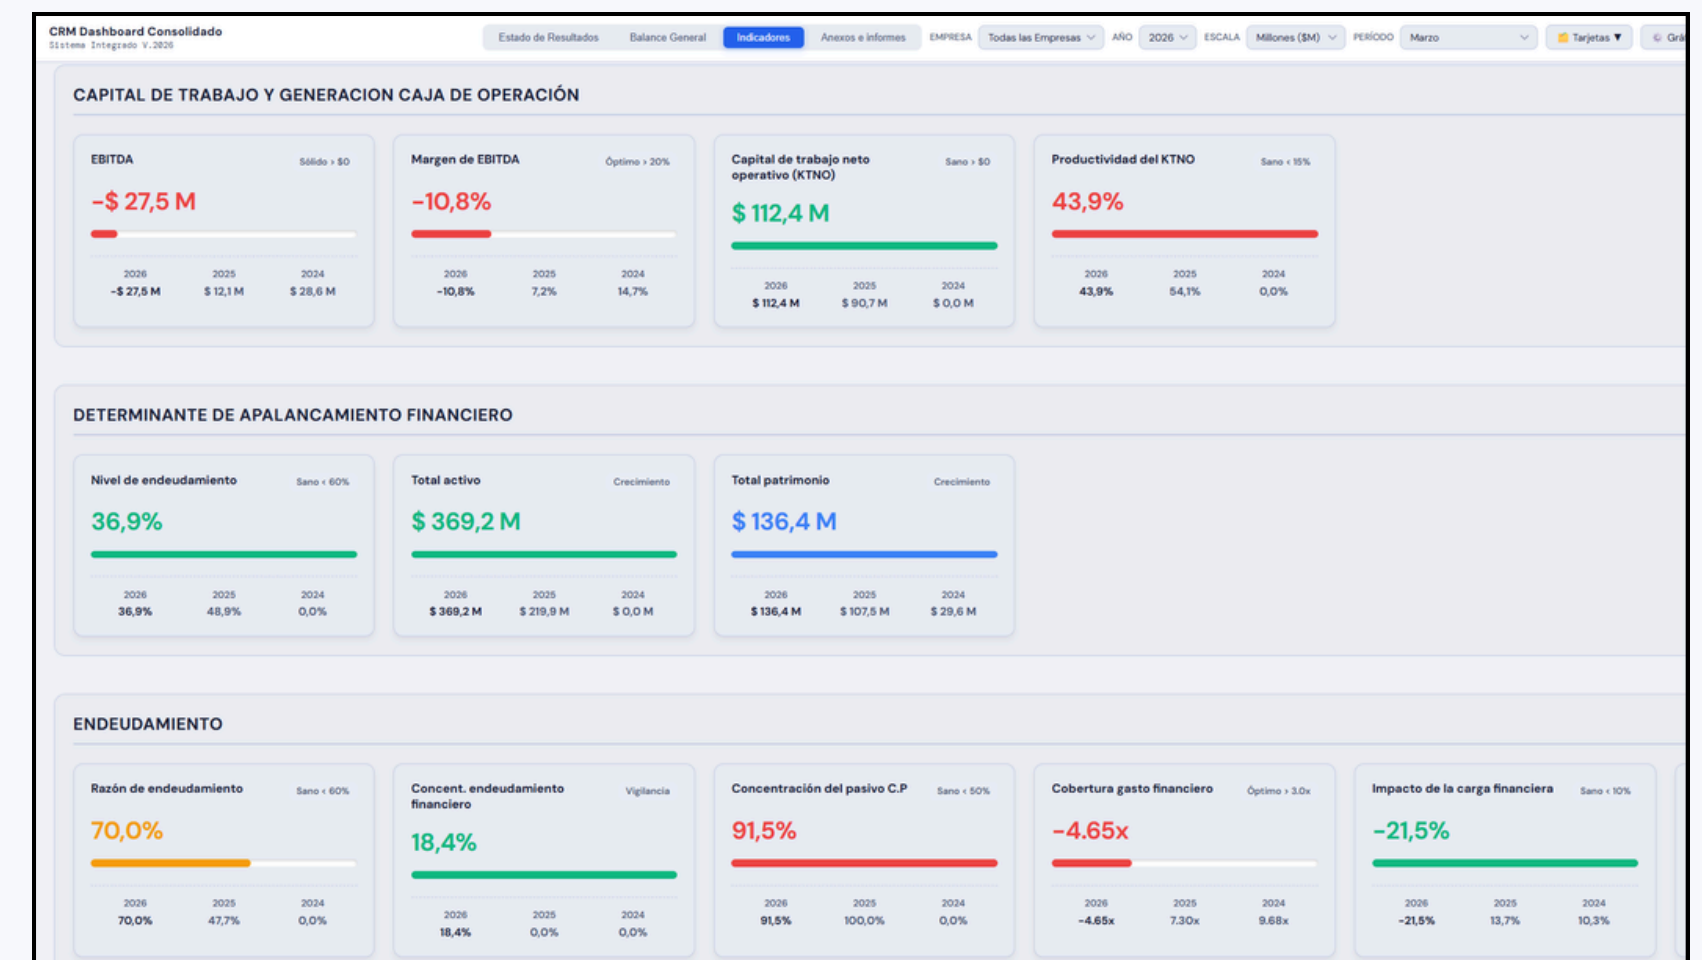 CRM Dashboard Consolidado
Sistema Integrado V.2026
Estado de Resultados Balance General Indicadores Anexos e informes EMPRESA Todas las Empresas AÑO 2026 ESCALA Millones ($M) PERÍODO Marzo Tarjetas ▼ Grá
CAPITAL DE TRABAJO Y GENERACION CAJA DE OPERACIÓN
EBITDA Sólido > $0
-$ 27,5 M
2026 2025 2024
-$ 27,5 M $ 12,1 M $ 28,6 M
Margen de EBITDA Óptimo > 20%
-10,8%
2026 2025 2024
-10,8% 7,2% 14,7%
Capital de trabajo neto Sano > $0
operativo (KTNO)
$ 112,4 M
2026 2025 2024
$ 112,4 M $ 90,7 M $ 0,0 M
Productividad del KTNO Sano < 15%
43,9%
2026 2025 2024
43,9% 54,1% 0,0%
DETERMINANTE DE APALANCAMIENTO FINANCIERO
Nivel de endeudamiento Sano < 60%
36,9%
2026 2025 2024
36,9% 48,9% 0,0%
Total activo Crecimiento
$ 369,2 M
2026 2025 2024
$ 369,2 M $ 219,9 M $ 0,0 M
Total patrimonio Crecimiento
$ 136,4 M
2026 2025 2024
$ 136,4 M $ 107,5 M $ 29,6 M
ENDEUDAMIENTO
Razón de endeudamiento Sano < 60%
70,0%
2026 2025 2024
70,0% 47,7% 0,0%
Concent. endeudamiento Vigilancia
financiero
18,4%
2026 2025 2024
18,4% 0,0% 0,0%
Concentración del pasivo C.P Sano < 50%
91,5%
2026 2025 2024
91,5% 100,0% 0,0%
Cobertura gasto financiero Óptimo > 3.0x
-4.65x
2026 2025 2024
-4.65x 7.30x 9.68x
Impacto de la carga financiera Sano < 10%
-21,5%
2026 2025 2024
-21,5% 13,7% 10,3%